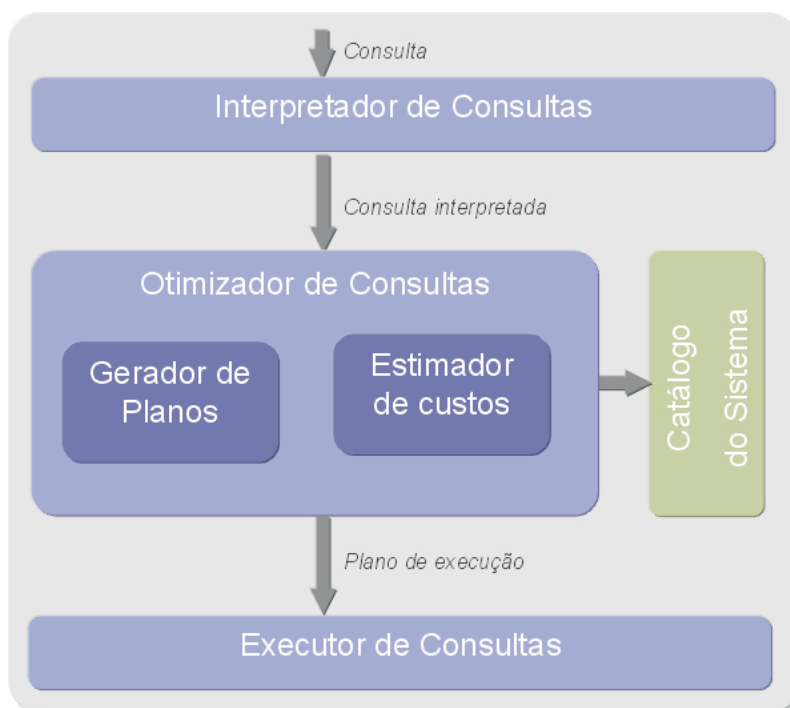 Consulta
Interpretador de Consultas
Consulta interpretada
Otimizador de Consultas
Gerador de
Planos
Estimador
de custos
Catálogo
do Sistema
Plano de execução
Executor de Consultas